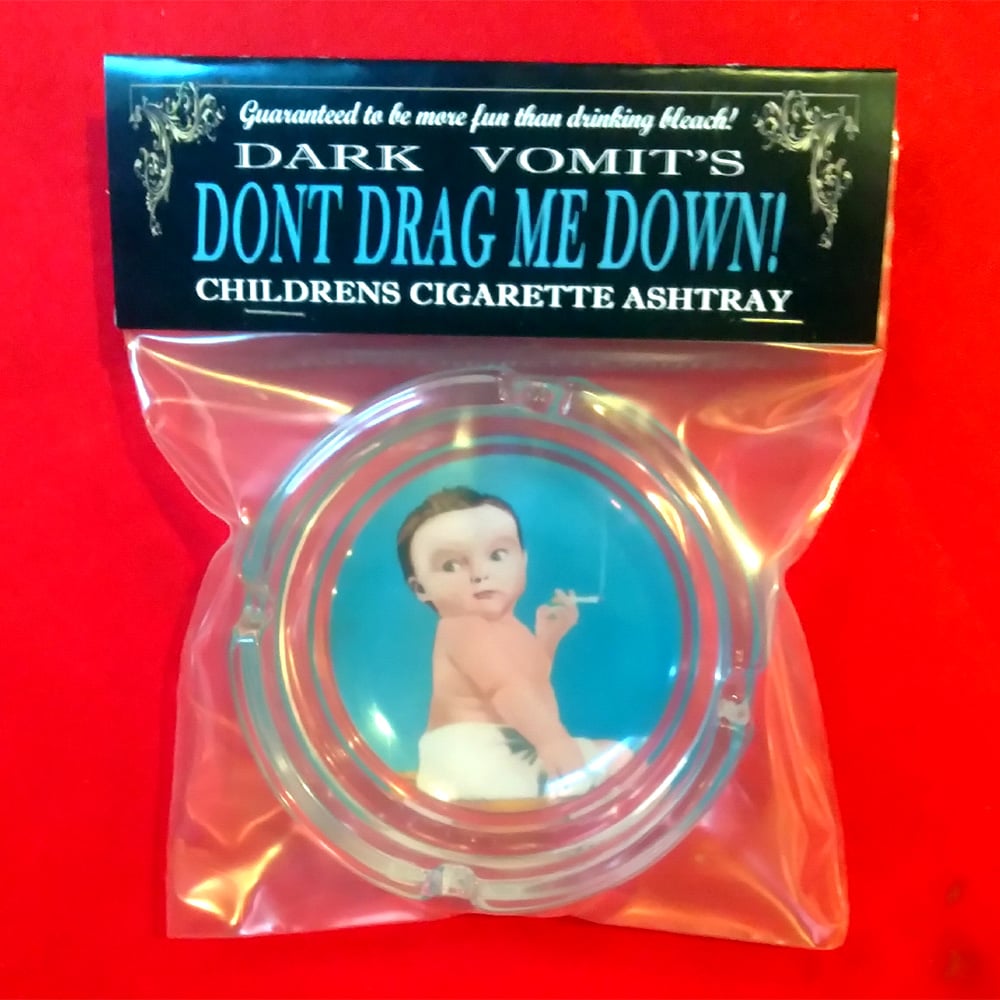 Guaranteed to be more fun than drinking bleach!
DARK VOMIT'S
DONT DRAG ME DOWN!
CHILDRENS CIGARETTE ASHTRAY